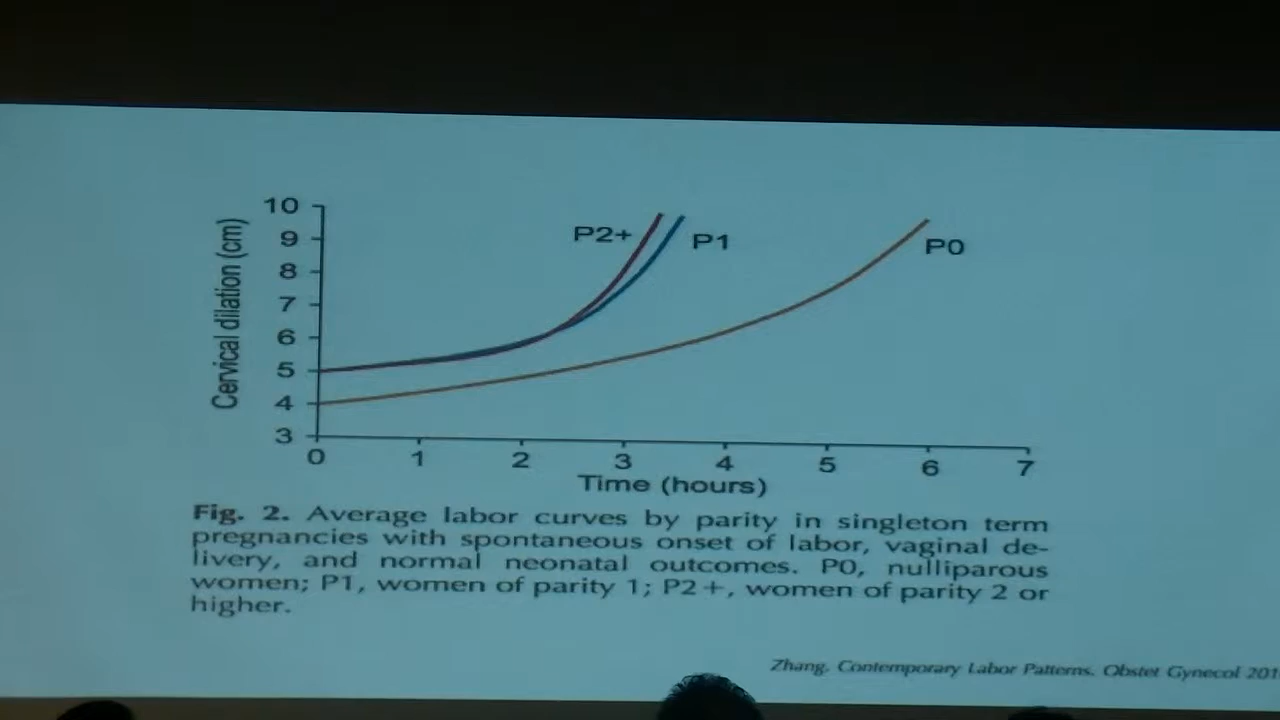 10
9
8
7
6
5
4
3
Cervical dilation (cm)
P2+
P1
P0
0 1 2 3 4 5 6 7
Time (hours)
Fig. 2. Average labor curves by parity in singleton term
pregnancies with spontaneous onset of labor, vaginal de-
livery, and normal neonatal outcomes. P0, nulliparous
women; P1, women of parity 1; P2+, women of parity 2 or
higher.
Zhang. Contemporary Labor Patterns. Obstet Gynecol 201